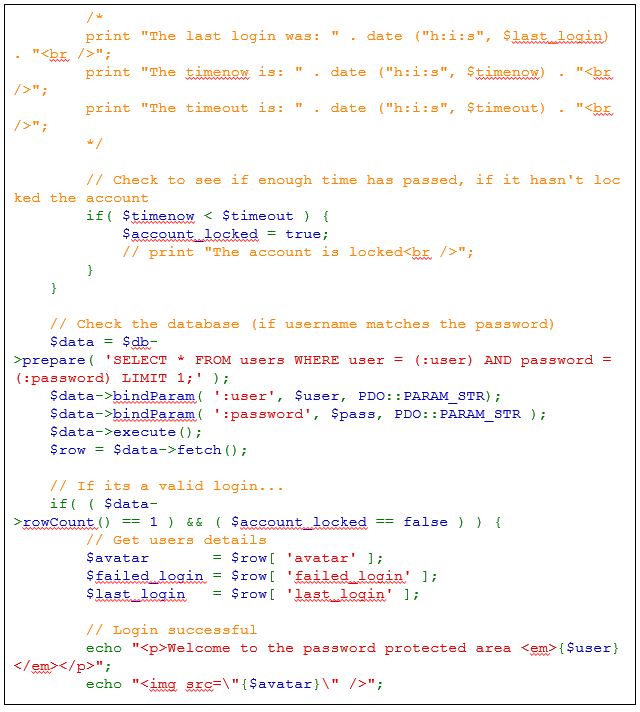 /*
print "The last login was: " . date ("h:i:s", $last_login)
. "<br />";
print "The timenow is: " . date ("h:i:s", $timenow) . "<br
/>";
print "The timeout is: " . date ("h:i:s", $timeout) . "<br
/>";
*/
// Check to see if enough time has passed, if it hasn't loc
ked the account
if( $timenow < $timeout ) {
$account_locked = true;
// print "The account is locked<br />";
}
}
// Check the database (if username matches the password)
$data = $db-
>prepare( 'SELECT * FROM users WHERE user = (:user) AND password =
(:password) LIMIT 1;' );
$data->bindParam( ':user', $user, PDO::PARAM_STR);
$data->bindParam( ':password', $pass, PDO::PARAM_STR );
$data->execute();
$row = $data->fetch();
// If its a valid login...
if( ( $data-
>rowCount() == 1 ) && ( $account_locked == false ) ) {
// Get users details
$avatar       = $row[ 'avatar' ];
$failed_login = $row[ 'failed_login' ];
$last_login   = $row[ 'last_login' ];
// Login successful
echo "<p>Welcome to the password protected area <em>{$user}
</em></p>";
echo "<img src=\"{$avatar}\" />";